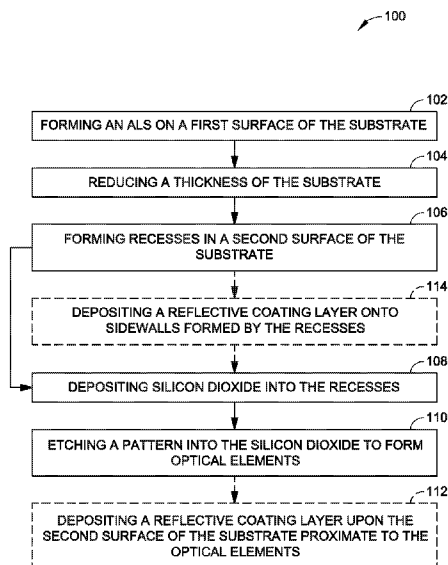 100
102
FORMING AN ALS ON A FIRST SURFACE OF THE SUBSTRATE
104
REDUCING A THICKNESS OF THE SUBSTRATE
106
FORMING RECESSES IN A SECOND SURFACE OF THE
SUBSTRATE
114
DEPOSITING A REFLECTIVE COATING LAYER ONTO
SIDEWALLS FORMED BY THE RECESSES
108
DEPOSITING SILICON DIOXIDE INTO THE RECESSES
110
ETCHING A PATTERN INTO THE SILICON DIOXIDE TO FORM
OPTICAL ELEMENTS
112
DEPOSITING A REFLECTIVE COATING LAYER UPON THE
SECOND SURFACE OF THE SUBSTRATE PROXIMATE TO THE
OPTICAL ELEMENTS